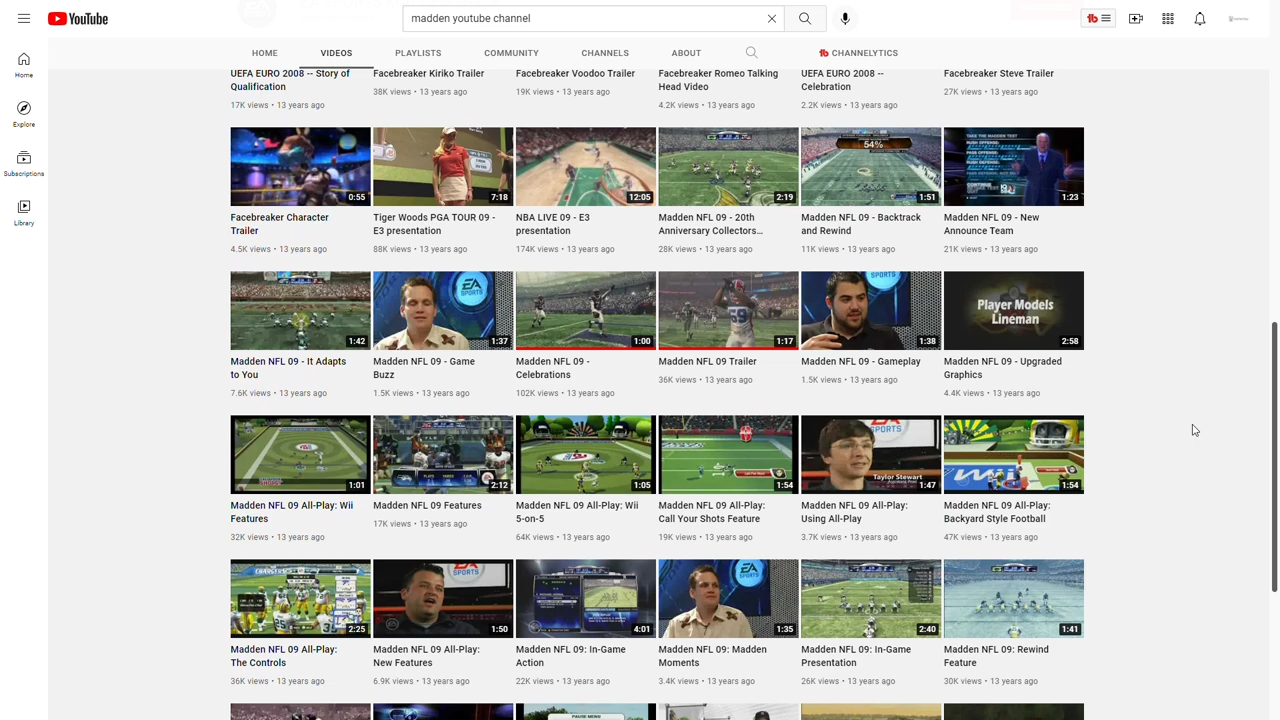 YouTube
madden youtube channel
HOME
VIDEOS
PLAYLISTS
COMMUNITY
CHANNELS
ABOUT
CHANNELYTICS
Home
Explore
Subscriptions
Library
UEFA EURO 2008 -- Story of
Qualification
17K views • 13 years ago
Facebreaker Kiriko Trailer
38K views • 13 years ago
Facebreaker Voodoo Trailer
19K views • 13 years ago
Facebreaker Romeo Talking
Head Video
4.2K views • 13 years ago
UEFA EURO 2008 --
Celebration
2.2K views • 13 years ago
Facebreaker Steve Trailer
27K views • 13 years ago
0:55
Facebreaker Character
Trailer
4.5K views • 13 years ago
7:18
Tiger Woods PGA TOUR 09 -
E3 presentation
88K views • 13 years ago
12:05
NBA LIVE 09 - E3
presentation
174K views • 13 years ago
2:19
Madden NFL 09 - 20th
Anniversary Collectors...
28K views • 13 years ago
54%
1:51
Madden NFL 09 - Backtrack
and Rewind
11K views • 13 years ago
TAKE THE MADDEN TEST
1:23
Madden NFL 09 - New
Announce Team
21K views • 13 years ago
1:42
Madden NFL 09 - It Adapts
to You
7.6K views • 13 years ago
EA
SPORTS
1:37
Madden NFL 09 - Game
Buzz
1.5K views • 13 years ago
1:00
Madden NFL 09 -
Celebrations
102K views • 13 years ago
1:17
Madden NFL 09 Trailer
36K views • 13 years ago
SPORTS
1:38
Madden NFL 09 - Gameplay
1.5K views • 13 years ago
Player Models
Lineman
2:58
Madden NFL 09 - Upgraded
Graphics
4.4K views • 13 years ago
1:01
Madden NFL 09 All-Play: Wii
Features
32K views • 13 years ago
2:12
Madden NFL 09 Features
17K views • 13 years ago
1:05
Madden NFL 09 All-Play: Wii
5-on-5
64K views • 13 years ago
1:54
Madden NFL 09 All-Play:
Call Your Shots Feature
19K views • 13 years ago
SPORTS
Taylor Stewart
1:47
Madden NFL 09 All-Play:
Using All-Play
3.7K views • 13 years ago
1:54
Madden NFL 09 All-Play:
Backyard Style Football
47K views • 13 years ago
CHARGERS
2:25
Madden NFL 09 All-Play:
The Controls
36K views • 13 years ago
EA
SPORTS
1:50
Madden NFL 09 All-Play:
New Features
6.9K views • 13 years ago
4:01
Madden NFL 09: In-Game
Action
22K views • 13 years ago
EA
SPORTS
1:35
Madden NFL 09: Madden
Moments
3.4K views • 13 years ago
2:40
Madden NFL 09: In-Game
Presentation
26K views • 13 years ago
1:41
Madden NFL 09: Rewind
Feature
30K views • 13 years ago
PAUSE MENU